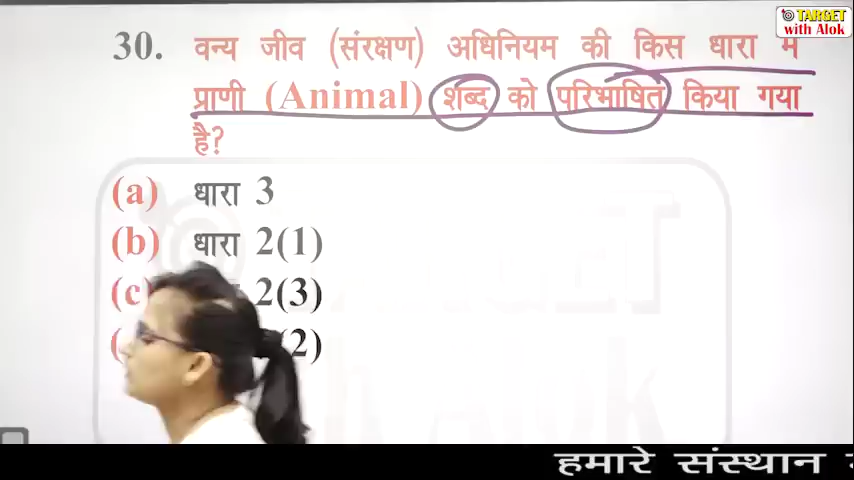 TARGET
with Alok
30. वन्य जीव (संरक्षण) अधिनियम की किस धारा में
प्राणी (Animal) शब्द को परिभाषित किया गया
है?
(a) धारा 3
(b) धारा 2(1)
(c) 2(3)
2)
हमारे संस्थान